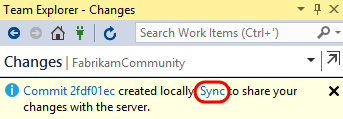 Team Explorer - Changes
Search Work Items (Ctrl+')
Changes | FabrikamCommunity
Commit 2fdf01ec created locally. Sync to share your
changes with the server.